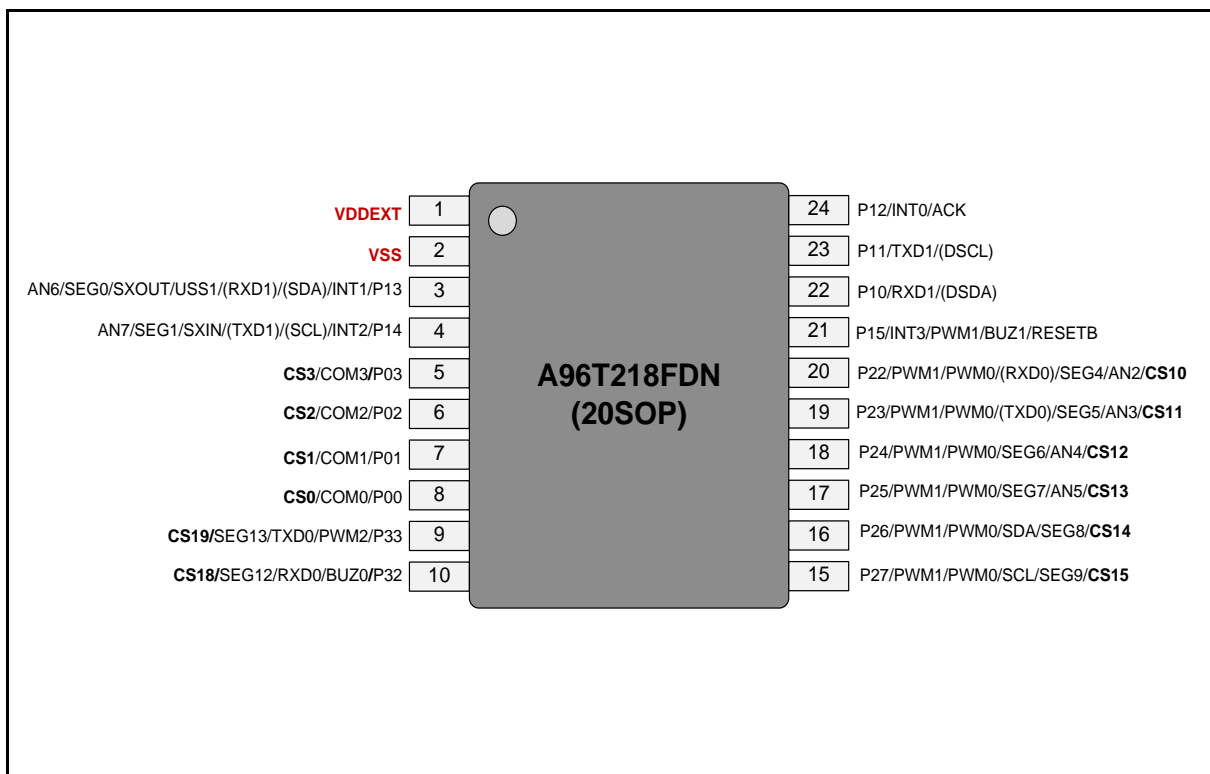 VDDEXT 1
VSS 2
AN6/SEG0/SXOUT/USS1/(RXD1)/(SDA)/INT1/P13 3
AN7/SEG1/SXIN/(TXD1)/(SCL)/INT2/P14 4
CS3/COM3/P03 5
CS2/COM2/P02 6
CS1/COM1/P01 7
CS0/COM0/P00 8
CS19/SEG13/TXD0/PWM2/P33 9
CS18/SEG12/RXD0/BUZ0/P32 10
A96T218FDN
(20SOP)
24 P12/INT0/ACK
23 P11/TXD1/(DSCL)
22 P10/RXD1/(DSDA)
21 P15/INT3/PWM1/BUZ1/RESETB
20 P22/PWM1/PWM0/(RXD0)/SEG4/AN2/CS10
19 P23/PWM1/PWM0/(TXD0)/SEG5/AN3/CS11
18 P24/PWM1/PWM0/SEG6/AN4/CS12
17 P25/PWM1/PWM0/SEG7/AN5/CS13
16 P26/PWM1/PWM0/SDA/SEG8/CS14
15 P27/PWM1/PWM0/SCL/SEG9/CS15